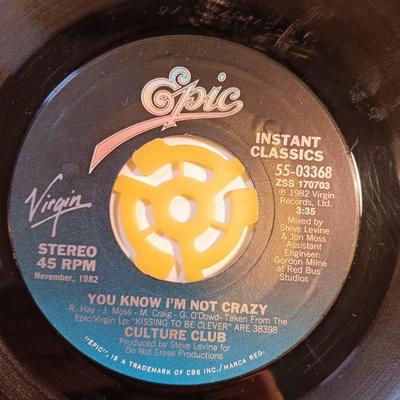 Epic
INSTANT
CLASSICS
55-03368
ZSS 170703
℗ 1982 Virgin
Records, Ltd.
3:35
Mixed by
Steve Levine
& Jon Moss
Assistant
Engineer:
Gordon Milne
at Red Bus
Studios
Virgin
STEREO
45 RPM
November, 1982
YOU KNOW I'M NOT CRAZY
R. Hay - J. Moss - M. Craig - G. O'Dowd- Taken From The
Epic/Virgin Lp: "KISSING TO BE CLEVER" ARE 38398
CULTURE CLUB
Produced by Steve Levine for
Do Not Erase Productions
"EPIC", IS A TRADEMARK OF CBS INC./MARCA REG.